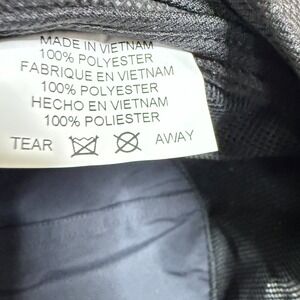 MADE IN VIETNAM
100% POLYESTER
FABRIQUE EN VIETNAM
100% POLYESTER
HECHO EN VIETNAM
100% POLIESTER
TEAR AWAY